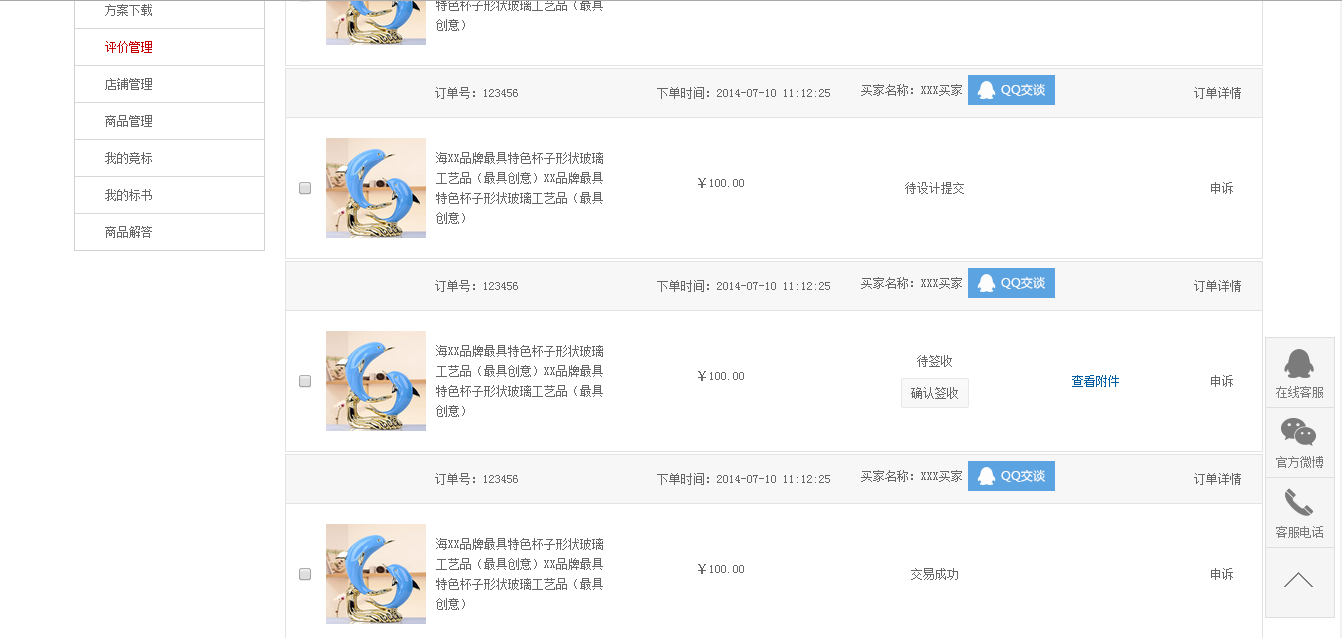 方案下载
评价管理
店铺管理
商品管理
我的竞标
我的标书
商品解答
特色杯子形状玻璃工艺品（最具
创意）
订单号：123456 下单时间：2014-07-10 11:12:25 买家名称：XXX买家 QQ交谈 订单详情
海XX品牌最具特色杯子形状玻璃
工艺品（最具创意）XX品牌最具
特色杯子形状玻璃工艺品（最具
创意）
￥100.00
待设计提交
申诉
订单号：123456 下单时间：2014-07-10 11:12:25 买家名称：XXX买家 QQ交谈 订单详情
海XX品牌最具特色杯子形状玻璃
工艺品（最具创意）XX品牌最具
特色杯子形状玻璃工艺品（最具
创意）
￥100.00
待签收
确认签收
查看附件
申诉
订单号：123456 下单时间：2014-07-10 11:12:25 买家名称：XXX买家 QQ交谈 订单详情
海XX品牌最具特色杯子形状玻璃
工艺品（最具创意）XX品牌最具
特色杯子形状玻璃工艺品（最具
创意）
￥100.00
交易成功
申诉
在线客服
官方微博
客服电话